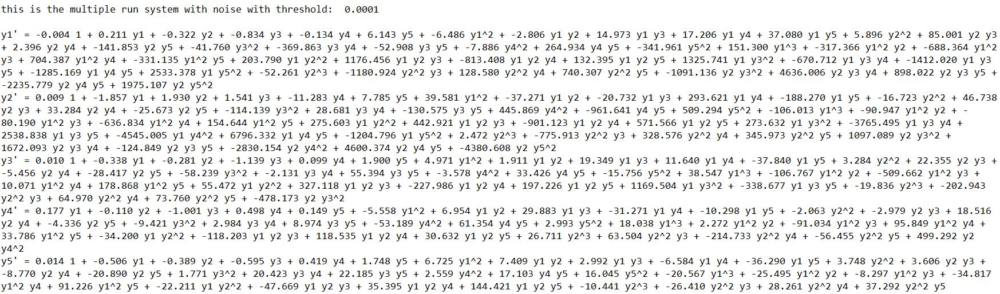 this is the multiple run system with noise with threshold:  0.0001

y1' = -0.004 1 + 0.211 y1 + -0.322 y2 + -0.834 y3 + -0.134 y4 + 6.143 y5 + -6.486 y1^2 + -2.806 y1 y2 + 14.973 y1 y3 + 17.206 y1 y4 + 37.080 y1 y5 + 5.896 y2^2 + 85.001 y2 y3
+ 2.396 y2 y4 + -141.853 y2 y5 + -41.760 y3^2 + -369.863 y3 y4 + -52.908 y3 y5 + -7.886 y4^2 + 264.934 y4 y5 + -341.961 y5^2 + 151.300 y1^3 + -317.366 y1^2 y2 + -688.364 y1^2
y3 + 704.387 y1^2 y4 + -331.135 y1^2 y5 + 203.790 y1 y2^2 + 1176.456 y1 y2 y3 + -813.408 y1 y2 y4 + 132.395 y1 y2 y5 + 1325.741 y1 y3^2 + -670.712 y1 y3 y4 + -1412.020 y1 y3
y5 + -1285.169 y1 y4 y5 + 2533.378 y1 y5^2 + -52.261 y2^3 + -1180.924 y2^2 y3 + 128.580 y2^2 y4 + 740.307 y2^2 y5 + -1091.136 y2 y3^2 + 4636.006 y2 y3 y4 + 898.022 y2 y3 y5 +
-2235.779 y2 y4 y5 + 1975.107 y2 y5^2
y2' = 0.009 1 + -1.857 y1 + 1.930 y2 + 1.541 y3 + -11.283 y4 + 7.785 y5 + 39.581 y1^2 + -37.271 y1 y2 + -20.732 y1 y3 + 293.621 y1 y4 + -188.270 y1 y5 + -16.723 y2^2 + 46.738
y2 y3 + 33.284 y2 y4 + -25.673 y2 y5 + -114.139 y3^2 + 28.681 y3 y4 + -130.575 y3 y5 + 445.869 y4^2 + -961.641 y4 y5 + 509.294 y5^2 + -106.013 y1^3 + -90.947 y1^2 y2 + -
80.190 y1^2 y3 + -636.834 y1^2 y4 + 154.644 y1^2 y5 + 275.603 y1 y2^2 + 442.921 y1 y2 y3 + -901.123 y1 y2 y4 + 571.566 y1 y2 y5 + 273.632 y1 y3^2 + -3765.495 y1 y3 y4 +
2538.838 y1 y3 y5 + -4545.005 y1 y4^2 + 6796.332 y1 y4 y5 + -1204.796 y1 y5^2 + 2.472 y2^3 + -775.913 y2^2 y3 + 328.576 y2^2 y4 + 345.973 y2^2 y5 + 1097.089 y2 y3^2 +
1672.093 y2 y3 y4 + -124.849 y2 y3 y5 + -2830.154 y2 y4^2 + 4600.374 y2 y4 y5 + -4380.608 y2 y5^2
y3' = 0.010 1 + -0.338 y1 + -0.281 y2 + -1.139 y3 + 0.099 y4 + 1.900 y5 + 4.971 y1^2 + 1.911 y1 y2 + 19.349 y1 y3 + 11.640 y1 y4 + -37.840 y1 y5 + 3.284 y2^2 + 22.355 y2 y3 +
-5.456 y2 y4 + -28.417 y2 y5 + -58.239 y3^2 + -2.131 y3 y4 + 55.394 y3 y5 + -3.578 y4^2 + 33.426 y4 y5 + -15.756 y5^2 + 38.547 y1^3 + -106.767 y1^2 y2 + -509.662 y1^2 y3 +
10.071 y1^2 y4 + 178.868 y1^2 y5 + 55.472 y1 y2^2 + 327.118 y1 y2 y3 + -227.986 y1 y2 y4 + 197.226 y1 y2 y5 + 1169.504 y1 y3^2 + -338.677 y1 y3 y5 + -19.836 y2^3 + -202.943
y2^2 y3 + 64.970 y2^2 y4 + 73.760 y2^2 y5 + -478.173 y2 y3^2
y4' = 0.177 y1 + -0.110 y2 + -1.001 y3 + 0.498 y4 + 0.149 y5 + -5.558 y1^2 + 6.954 y1 y2 + 29.883 y1 y3 + -31.271 y1 y4 + -10.298 y1 y5 + -2.063 y2^2 + -2.979 y2 y3 + 18.516
y2 y4 + -4.336 y2 y5 + -9.421 y3^2 + 2.984 y3 y4 + 8.974 y3 y5 + -53.189 y4^2 + 61.354 y4 y5 + 2.993 y5^2 + 18.038 y1^3 + 2.272 y1^2 y2 + -91.034 y1^2 y3 + 95.849 y1^2 y4 +
33.786 y1^2 y5 + -34.200 y1 y2^2 + -118.203 y1 y2 y3 + 118.535 y1 y2 y4 + 30.632 y1 y2 y5 + 26.711 y2^3 + 63.504 y2^2 y3 + -214.733 y2^2 y4 + -56.455 y2^2 y5 + 499.292 y2
y4^2
y5' = 0.014 1 + -0.506 y1 + -0.389 y2 + -0.595 y3 + 0.419 y4 + 1.748 y5 + 6.725 y1^2 + 7.409 y1 y2 + 2.992 y1 y3 + -6.584 y1 y4 + -36.290 y1 y5 + 3.748 y2^2 + 3.606 y2 y3 +
-8.770 y2 y4 + -20.890 y2 y5 + 1.771 y3^2 + 20.423 y3 y4 + 22.185 y3 y5 + 2.559 y4^2 + 17.103 y4 y5 + 16.045 y5^2 + -20.567 y1^3 + -25.495 y1^2 y2 + -8.297 y1^2 y3 + -34.817
y1^2 y4 + 91.226 y1^2 y5 + -22.211 y1 y2^2 + -47.669 y1 y2 y3 + 35.395 y1 y2 y4 + 144.421 y1 y2 y5 + -10.441 y2^3 + -26.410 y2^2 y3 + 28.261 y2^2 y4 + 37.292 y2^2 y5